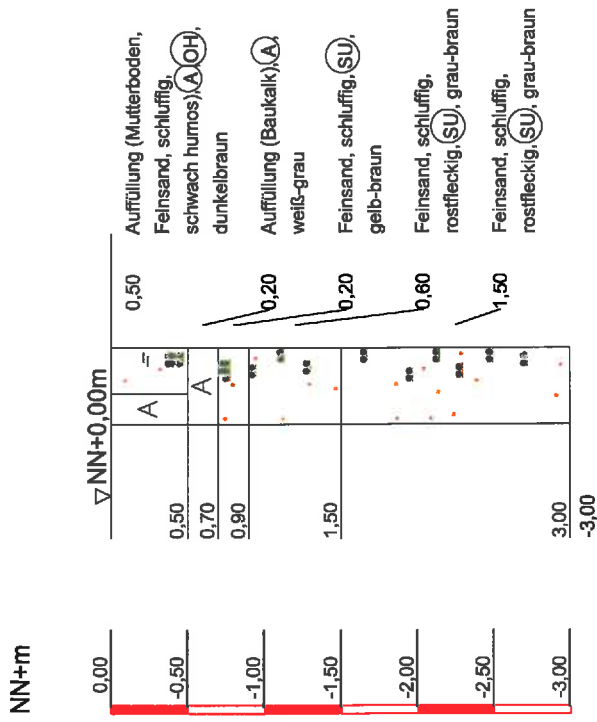 NN+m
▽NN+0,00m
0,00
-0,50
-1,00
-1,50
-2,00
-2,50
-3,00
0,50
0,70
0,90
1,50
3,00
-3,00
A
A
0,50
Auffüllung (Mutterboden,
Feinsand, schluffig,
schwach humos),A OH,
dunkelbraun
0,20
Auffüllung (Baukalk),A,
weiß-grau
0,20
Feinsand, schluffig,SU,
gelb-braun
0,60
Feinsand, schluffig,
rostfleckig,SU, grau-braun
1,50
Feinsand, schluffig,
rostfleckig,SU, grau-braun